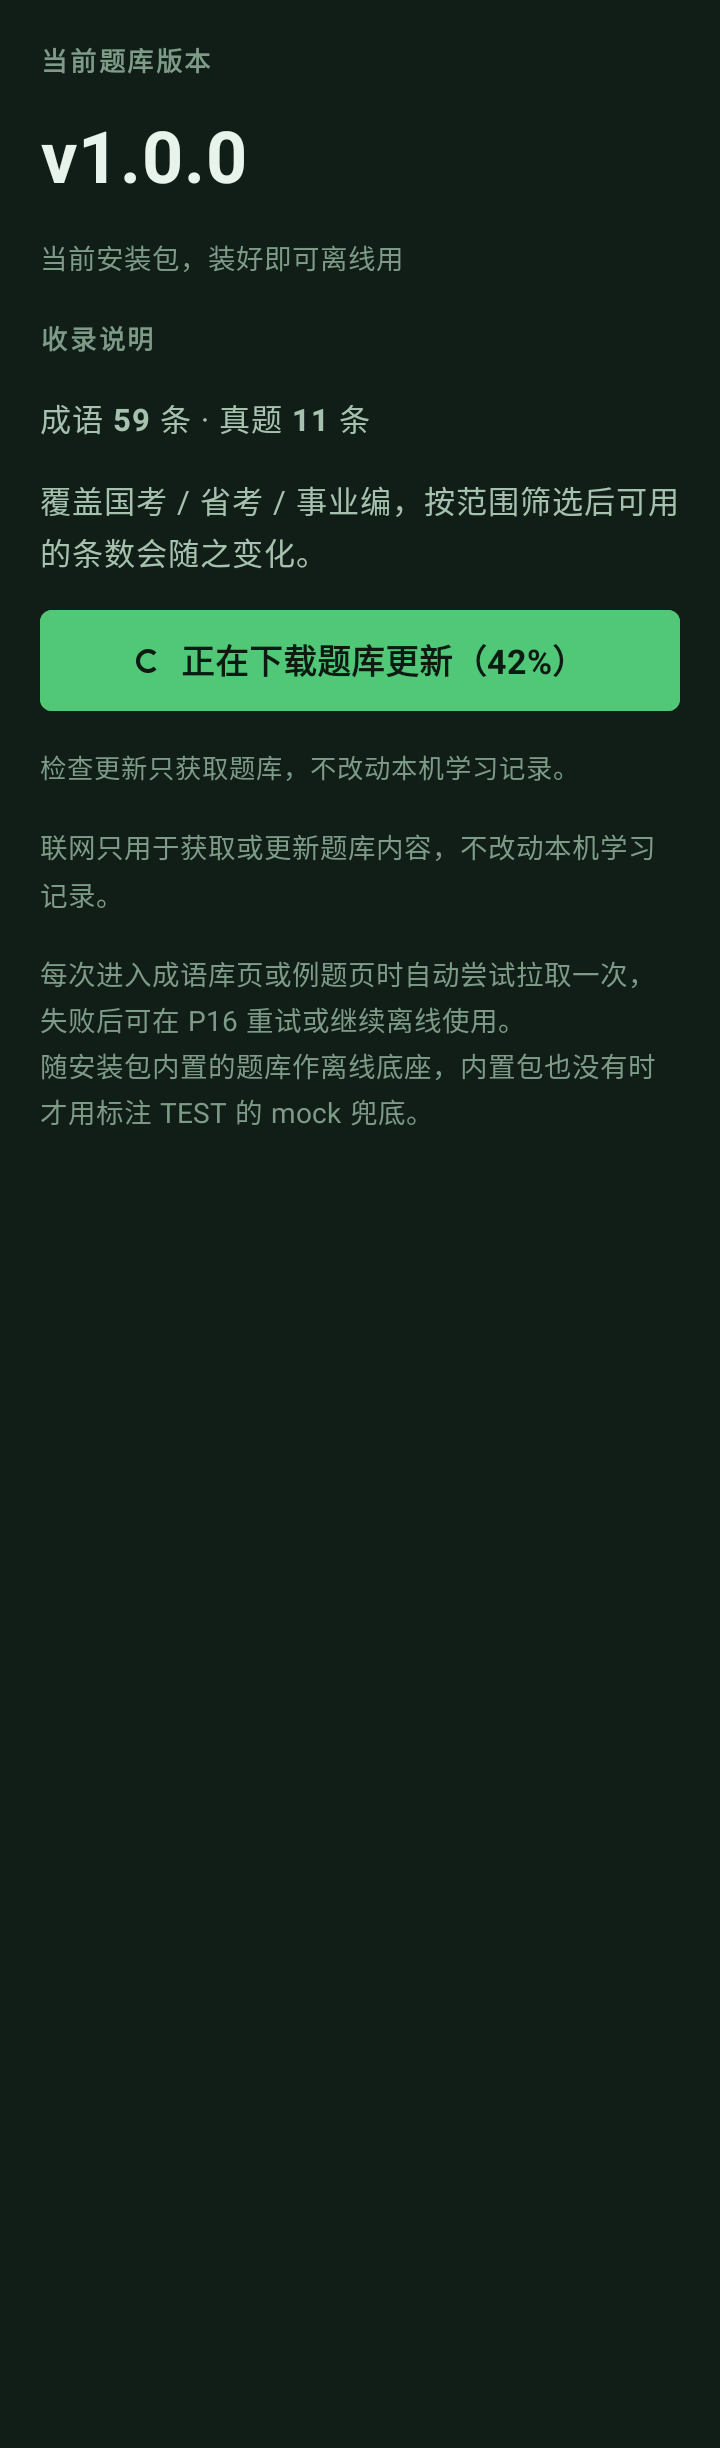 当前题库版本
v1.0.0
当前安装包，装好即可离线用
收录说明
成语 59 条 · 真题 11 条
覆盖国考 / 省考 / 事业编，按范围筛选后可用
的条数会随之变化。
正在下载题库更新（42%）
检查更新只获取题库，不改动本机学习记录。
联网只用于获取或更新题库内容，不改动本机学习
记录。
每次进入成语库页或例题页时自动尝试拉取一次，
失败后可在 P16 重试或继续离线使用。
随安装包内置的题库作离线底座，内置包也没有时
才用标注 TEST 的 mock 兜底。